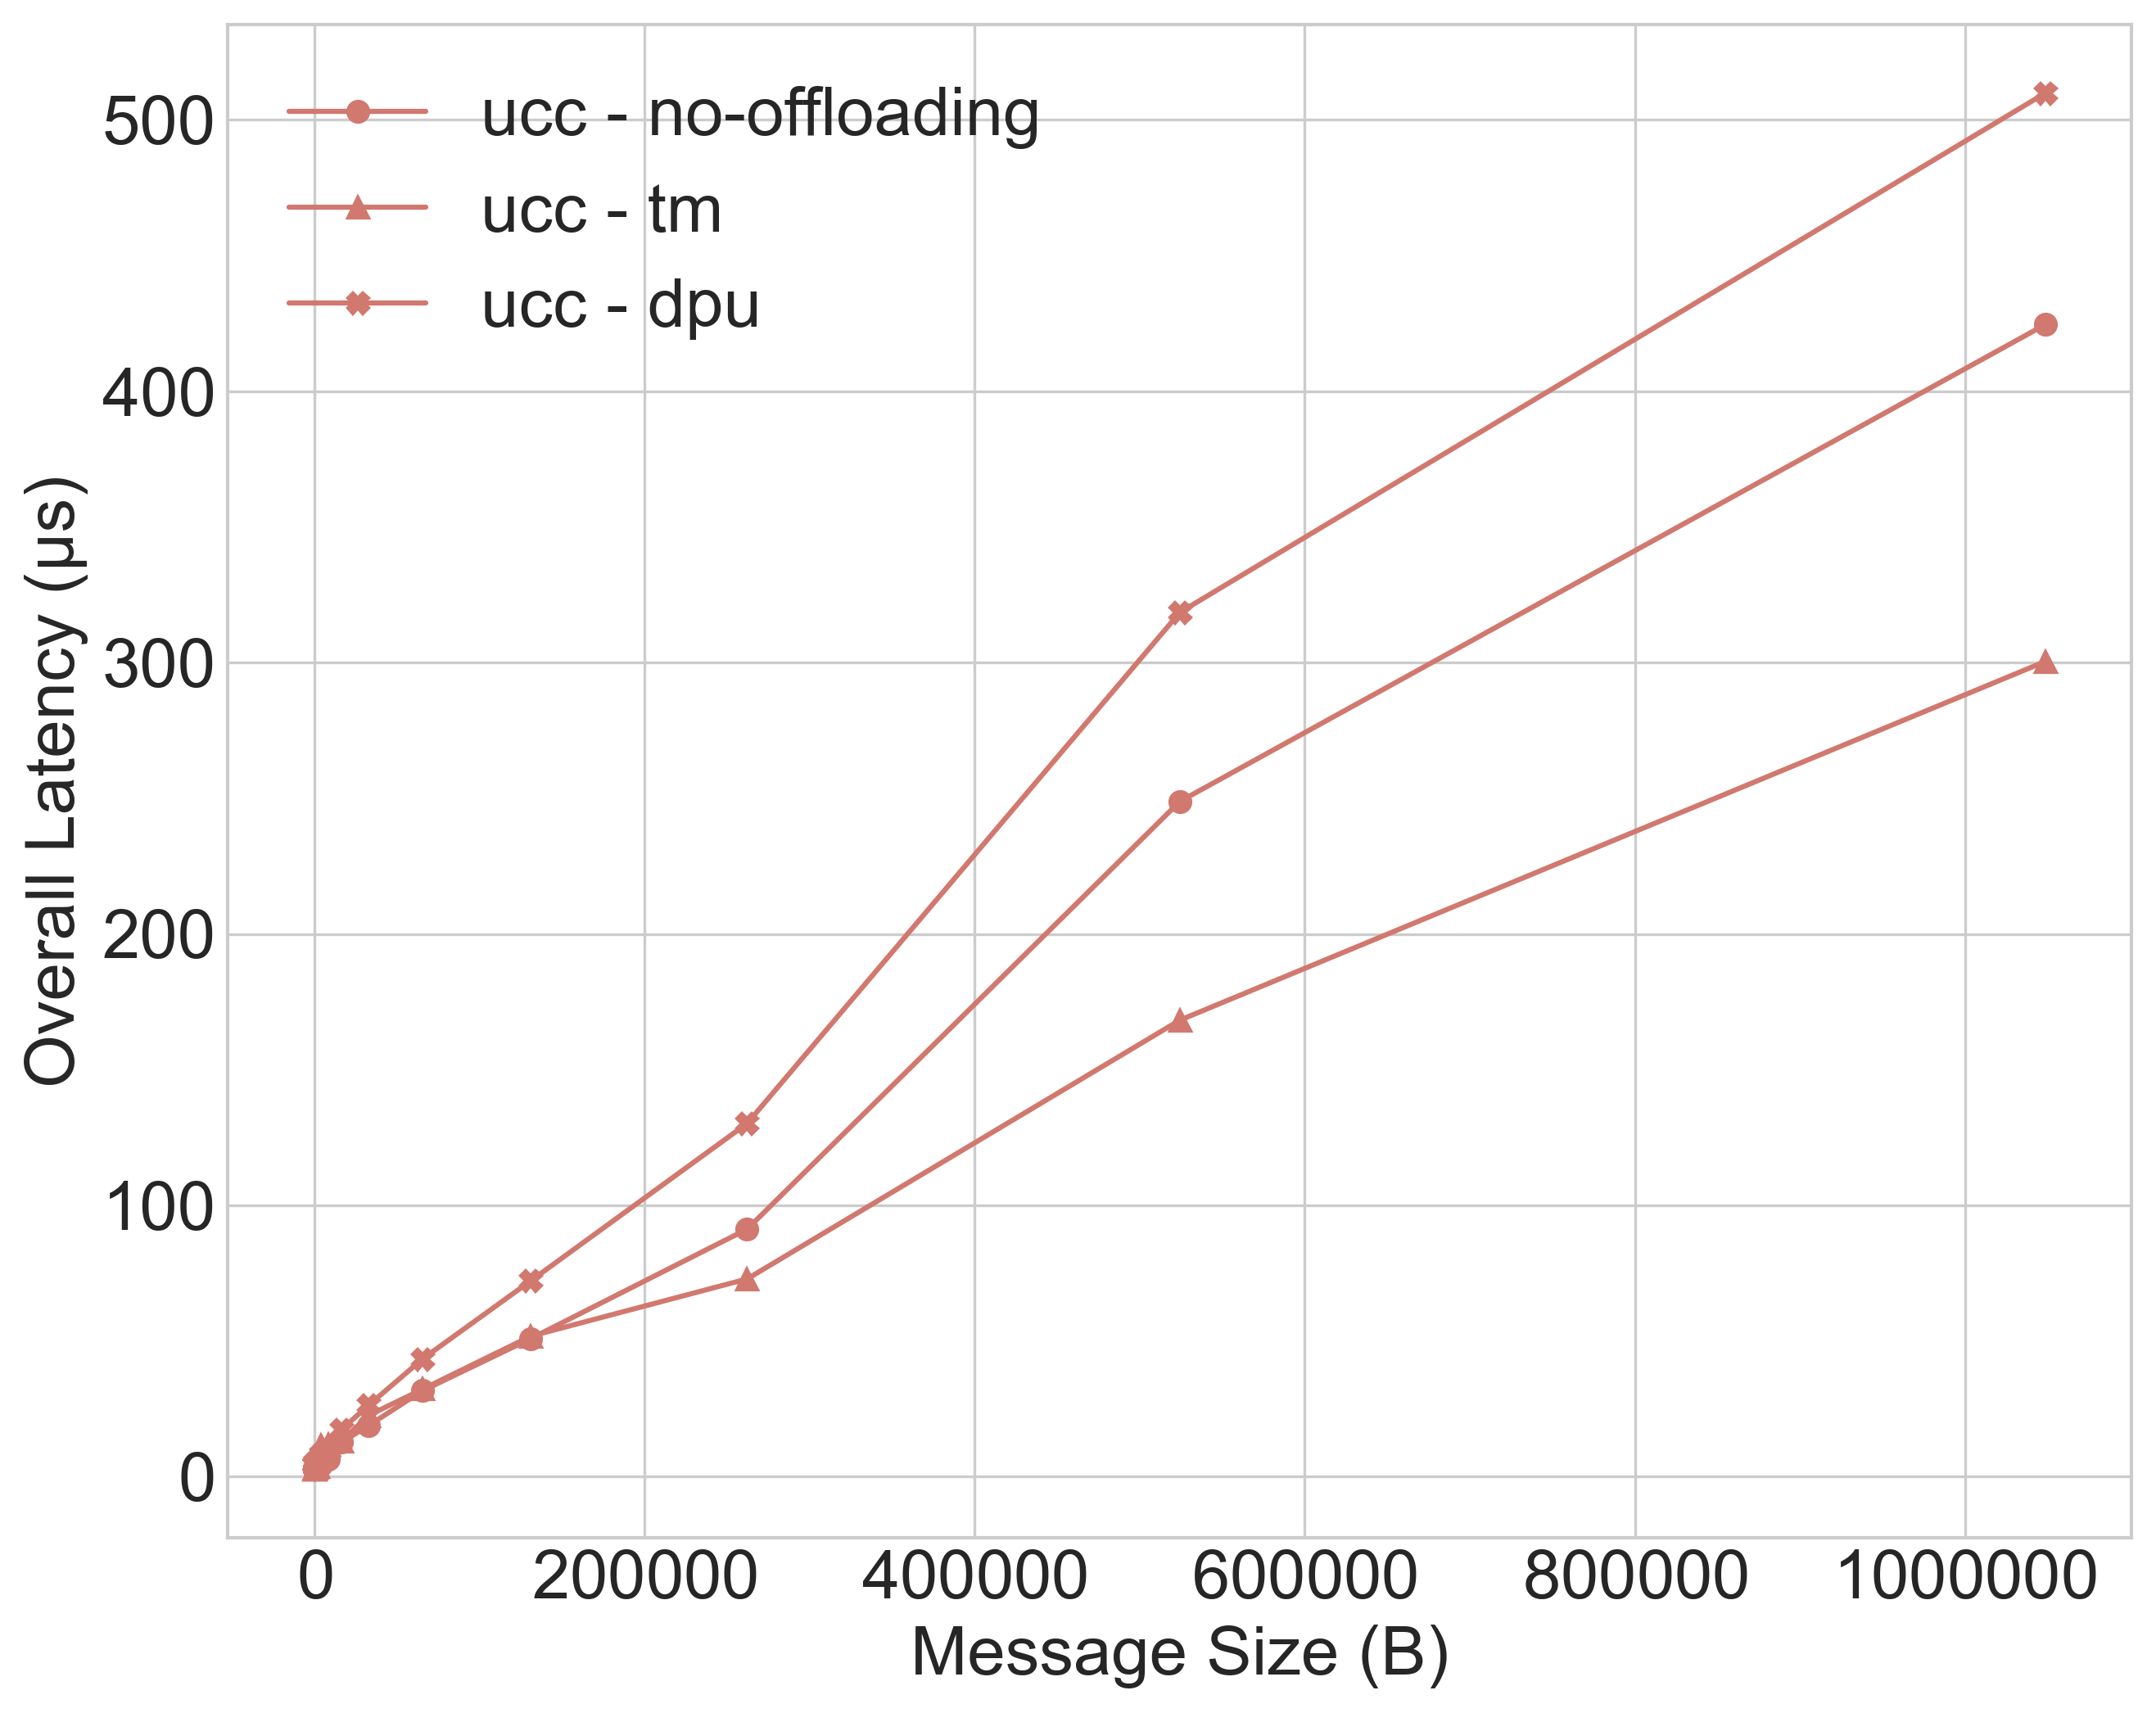 ucc - no-offloading
ucc - tm
ucc - dpu
500
400
300
200
100
0
Overall Latency (µs)
0 200000 400000 600000 800000 1000000
Message Size (B)